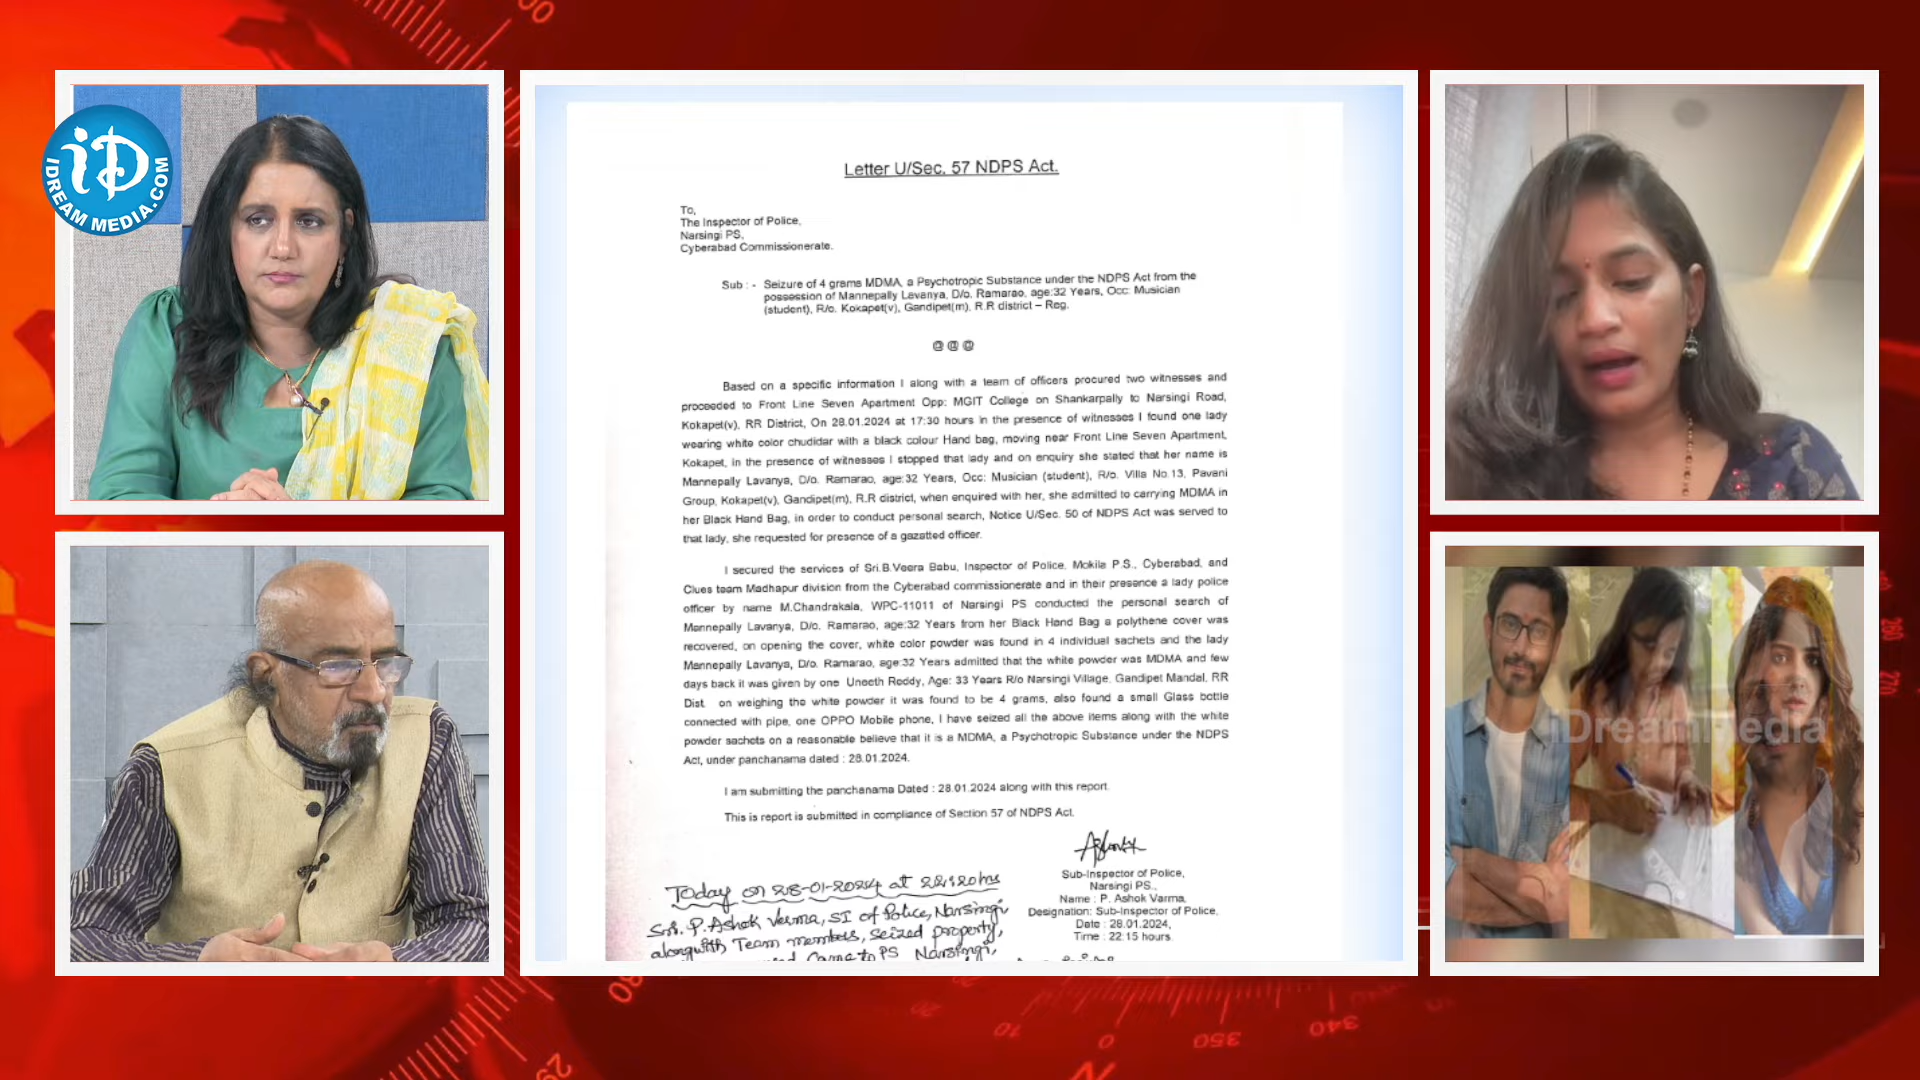 iD
IDREAM MEDIA.COM
Letter U/Sec. 57 NDPS Act.
To,
The Inspector of Police,
Narsingi PS,
Cyberabad Commissionerate.
Sub : - Seizure of 4 grams MDMA, a Psychotropic Substance under the NDPS Act from the
possession of Mannepally Lavanya, D/o. Ramarao, age:32 Years, Occ: Musician
(student), R/o. Kokapet(v), Gandipet(m), R.R district – Reg.
@ @ @
Based on a specific information I along with a team of officers procured two witnesses and
proceeded to Front Line Seven Apartment Opp: MGIT College on Shankarpally to Narsingi Road,
Kokapet(v), RR District, On 28.01.2024 at 17:30 hours in the presence of witnesses I found one lady
wearing white color chudidar with a black colour Hand bag, moving near Front Line Seven Apartment,
Kokapet, in the presence of witnesses I stopped that lady and on enquiry she stated that her name is
Mannepally Lavanya, D/o. Ramarao, age:32 Years, Occ: Musician (student), R/o. Villa No.13, Pavani
Group, Kokapet(v), Gandipet(m), R.R district, when enquired with her, she admitted to carrying MDMA in
her Black Hand Bag, in order to conduct personal search, Notice U/Sec. 50 of NDPS Act was served to
that lady, she requested for presence of a gazatted officer.
I secured the services of Sri.B.Veera Babu, Inspector of Police, Mokila P.S., Cyberabad, and
Clues team Madhapur division from the Cyberabad commissionerate and in their presence a lady police
officer by name M.Chandrakala, WPC-11011 of Narsingi PS conducted the personal search of
Mannepally Lavanya, D/o. Ramarao, age:32 Years from her Black Hand Bag a polythene cover was
recovered, on opening the cover, white color powder was found in 4 individual sachets and the lady
Mannepally Lavanya, D/o. Ramarao, age:32 Years admitted that the white powder was MDMA and few
days back it was given by one Uneeth Reddy, Age: 33 Years R/o Narsingi Village, Gandipet Mandal, RR
Dist. on weighing the white powder it was found to be 4 grams, also found a small Glass bottle
connected with pipe, one OPPO Mobile phone, I have seized all the above items along with the white
powder sachets on a reasonable believe that it is a MDMA, a Psychotropic Substance under the NDPS
Act, under panchanama dated : 28.01.2024.
I am submitting the panchanama Dated : 28.01.2024 along with this report.
This is report is submitted in compliance of Section 57 of NDPS Act.
Sub-Inspector of Police,
Narsingi PS.,
Name : P. Ashok Varma,
Designation: Sub-Inspector of Police,
Date : 28.01.2024,
Time : 22:15 hours.
Today on 28-01-2024 at 22:20 hrs
Sri. P. Ashok Varma, SI of Police, Narsingi
alongwith Team members, seized property,
Came to PS Narsingi,
iDreamMedia
280
270
80
20
10
0
350
340